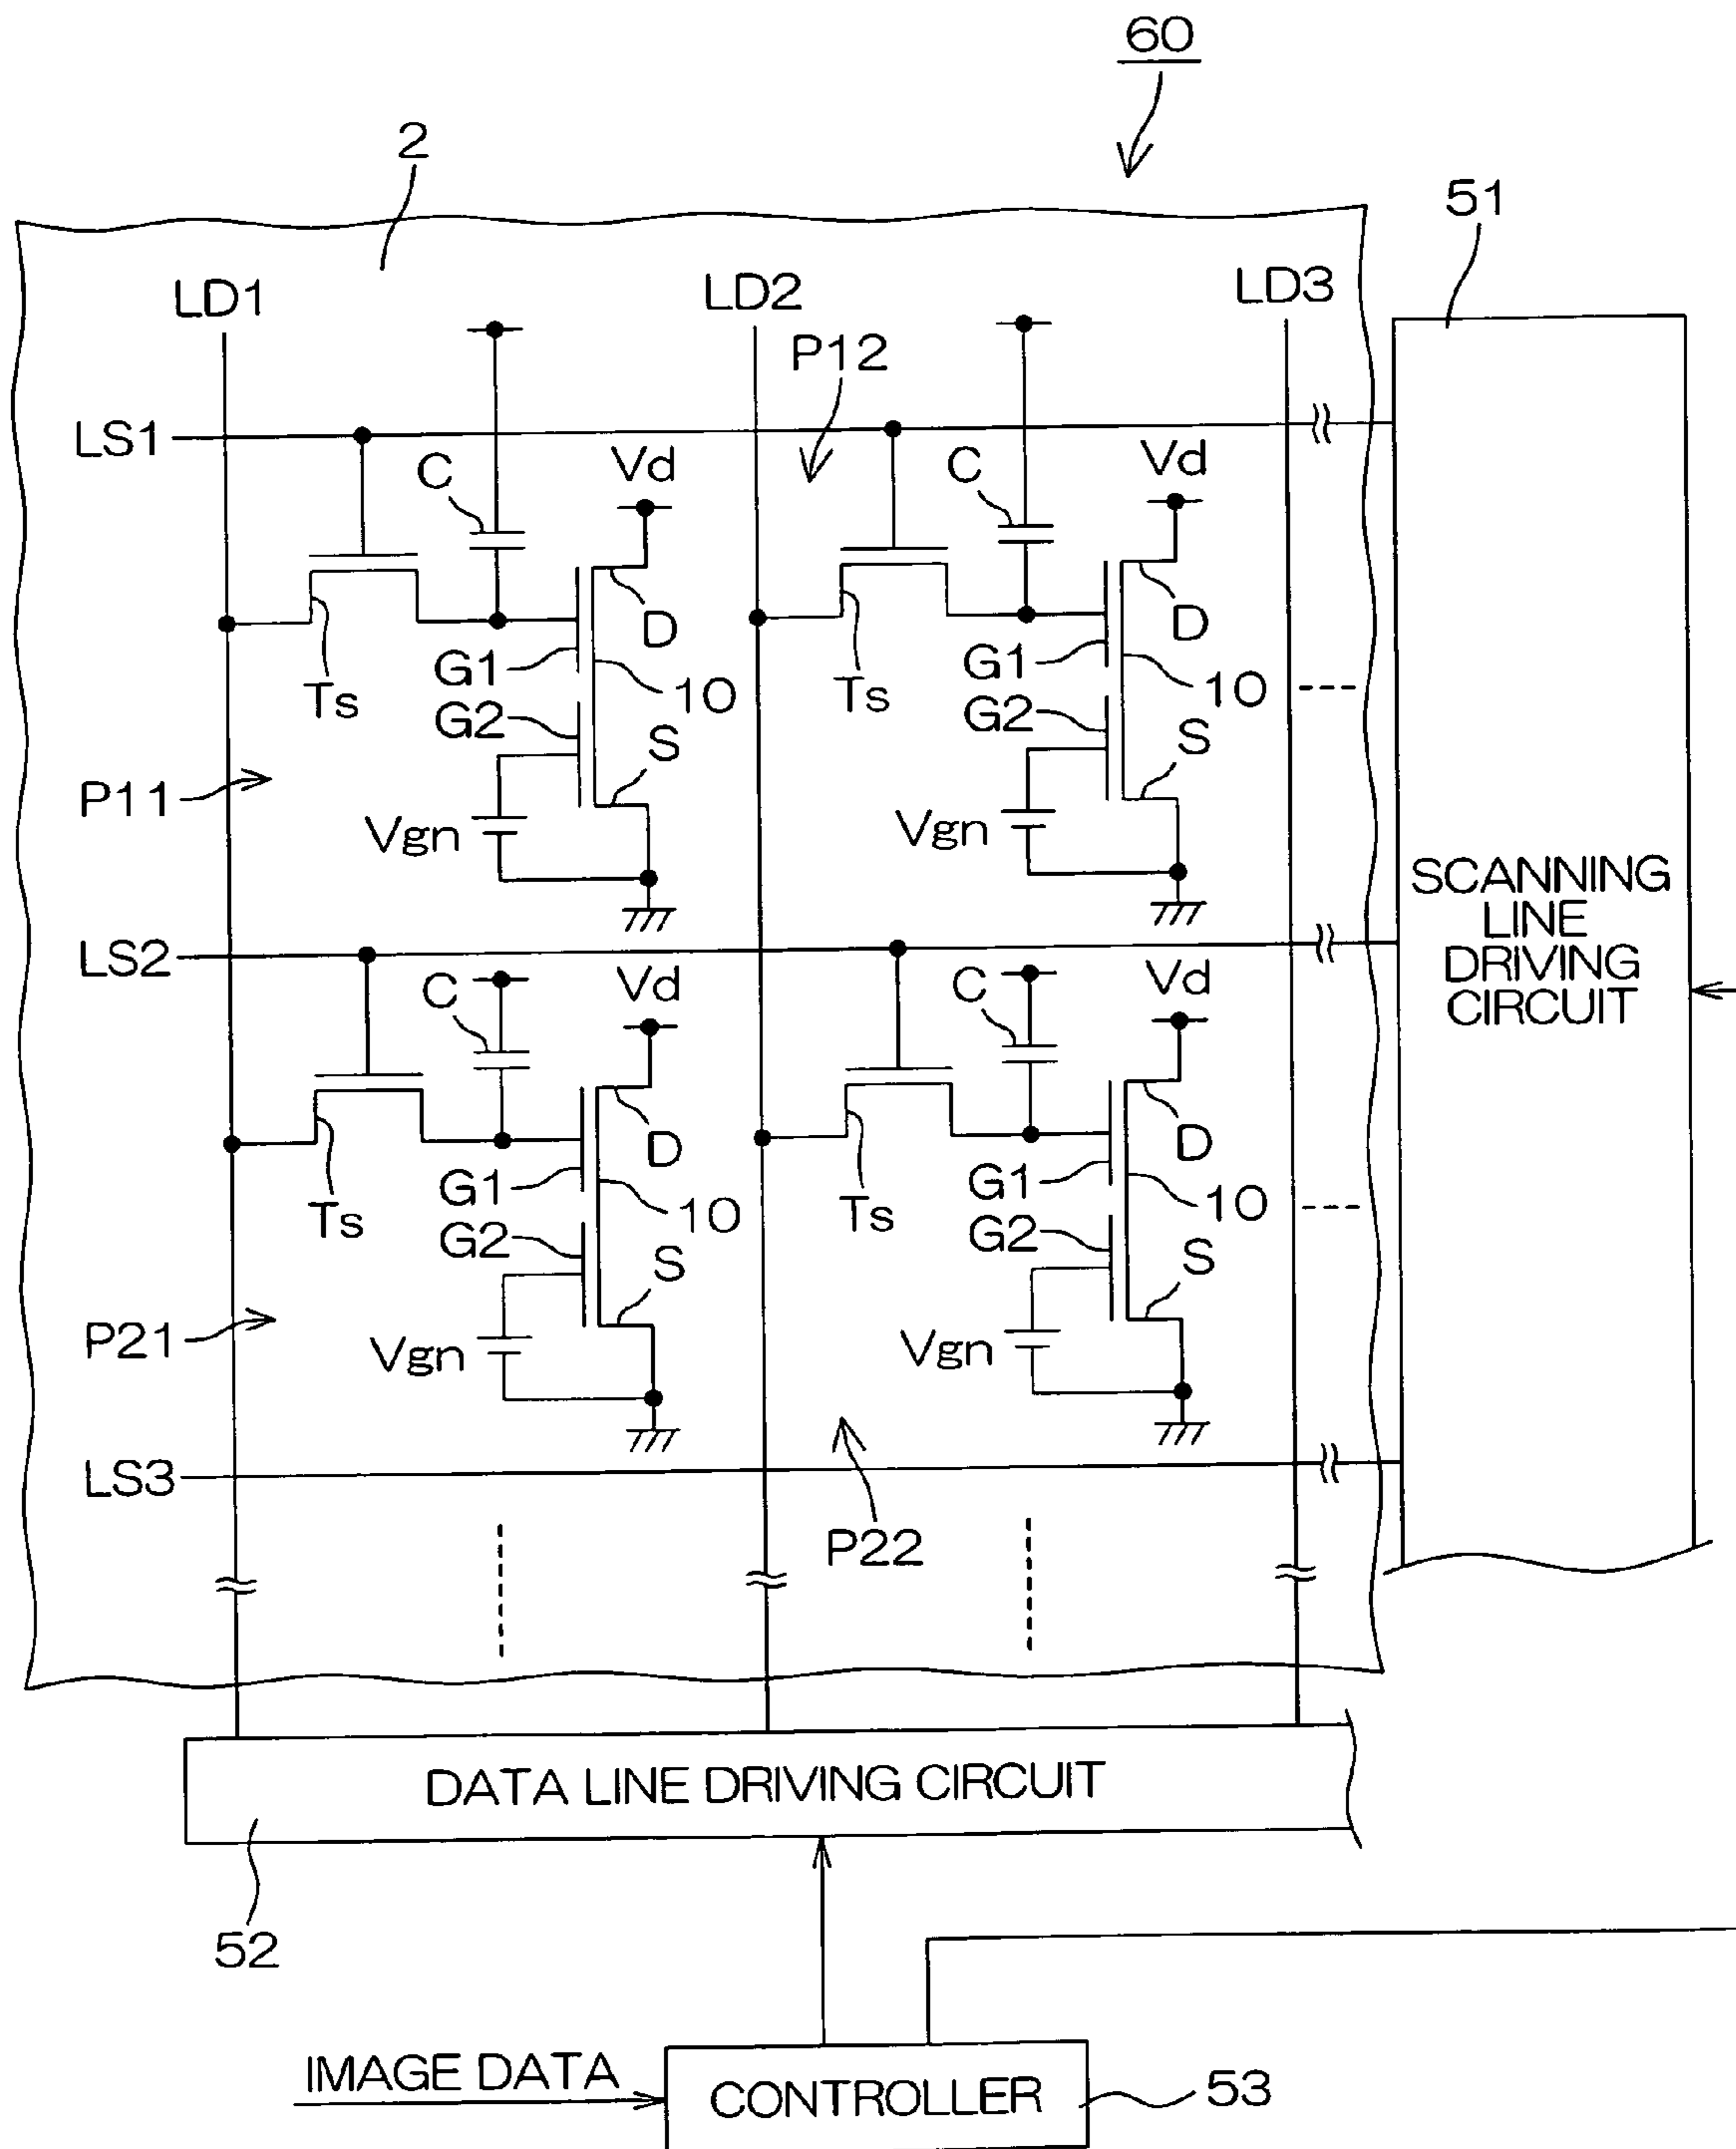 60
2
51
LD1
LD2
LD3
P12
LS1
C
Vd
C
Vd
D
D
G1
G1
Ts
10
Ts
10
G2
G2
S
S
P11
Vgn
Vgn
SCANNING
LINE
DRIVING
CIRCUIT
LS2
C
Vd
C
Vd
D
D
G1
G1
Ts
10
Ts
10
G2
G2
S
S
P21
Vgn
Vgn
LS3
P22
DATA LINE DRIVING CIRCUIT
52
IMAGE DATA
CONTROLLER
53